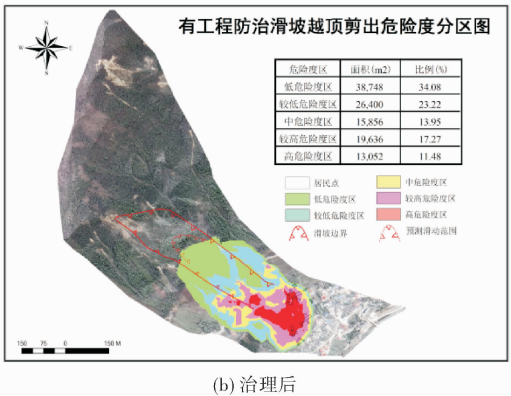 有工程防治滑坡越顶剪出危险度分区图
N
W E
S
危险度区 面积(m2) 比例(%)
低危险度区 38,748 34.08
较低危险度区 26,400 23.22
中危险度区 15,856 13.95
较高危险度区 19,636 17.27
高危险度区 13,052 11.48
居民点 中危险度区
低危险度区 较高危险度区
较低危险度区 高危险度区
滑坡边界 预测滑动范围
150 75 0 150 M
(b) 治理后